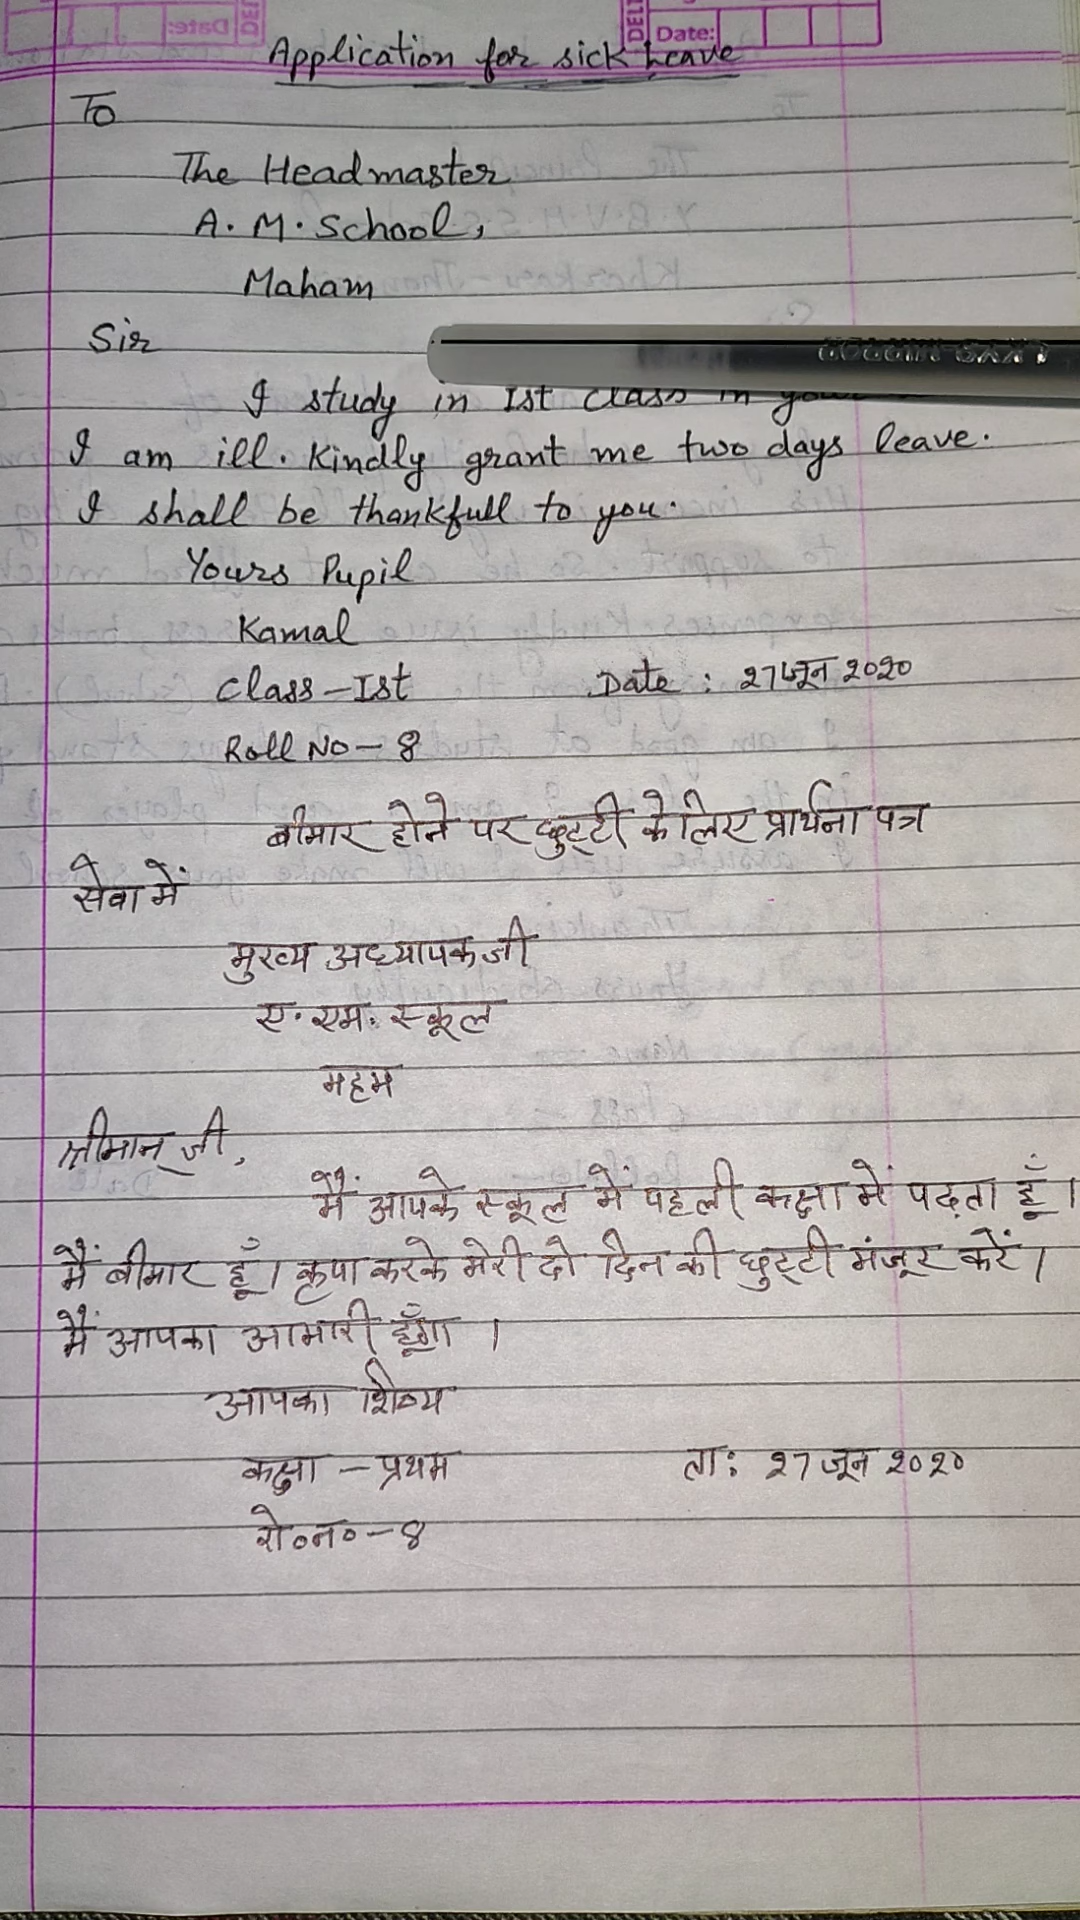 Date:
Application for sick Leave
To
The Headmaster
A. M. School,
Maham
Sir
I study in Ist class in
I am ill. Kindly grant me two days leave.
I shall be thankfull to you.
Yours Pupil
Kamal
Class-Ist Date : 27 जून 2020
Roll No - 8
बीमार होने पर छुट्टी के लिए प्रार्थना पत्र
सेवा में
मुख्य अध्यापक जी
ए. एम. स्कूल
महम
श्रीमान् जी,
मैं आपके स्कूल में पहली कक्षा में पढ़ता हूँ।
मैं बीमार हूँ। कृपा करके मेरी दो दिन की छुट्टी मंजूर करें।
मैं आपका आभारी हूँगा ।
आपका शिष्य
कक्षा - प्रथम ता: 27 जून 2020
रो०न०-8